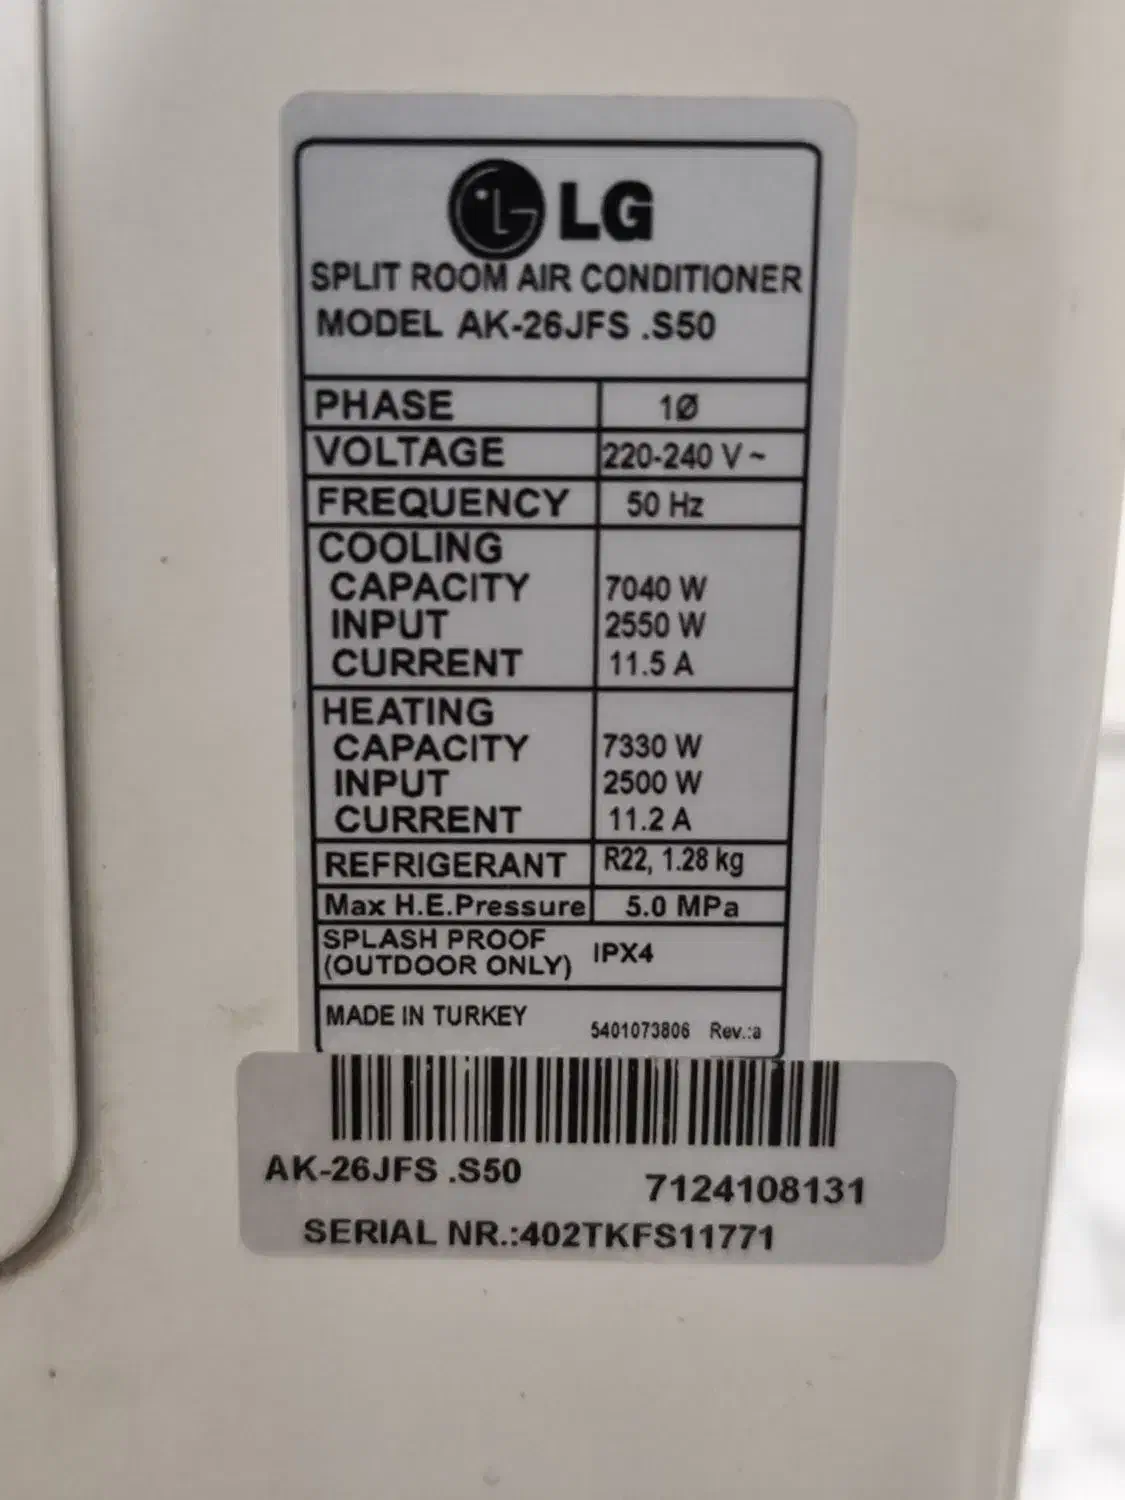 LG
SPLIT ROOM AIR CONDITIONER
MODEL AK-26JFS .S50
PHASE 1Ø
VOLTAGE 220-240 V ~
FREQUENCY 50 Hz
COOLING
CAPACITY 7040 W
INPUT 2550 W
CURRENT 11.5 A
HEATING
CAPACITY 7330 W
INPUT 2500 W
CURRENT 11.2 A
REFRIGERANT R22, 1.28 kg
Max H.E.Pressure 5.0 MPa
SPLASH PROOF
(OUTDOOR ONLY) IPX4
MADE IN TURKEY 5401073806 Rev.:a
AK-26JFS .S50 7124108131
SERIAL NR.:402TKFS11771